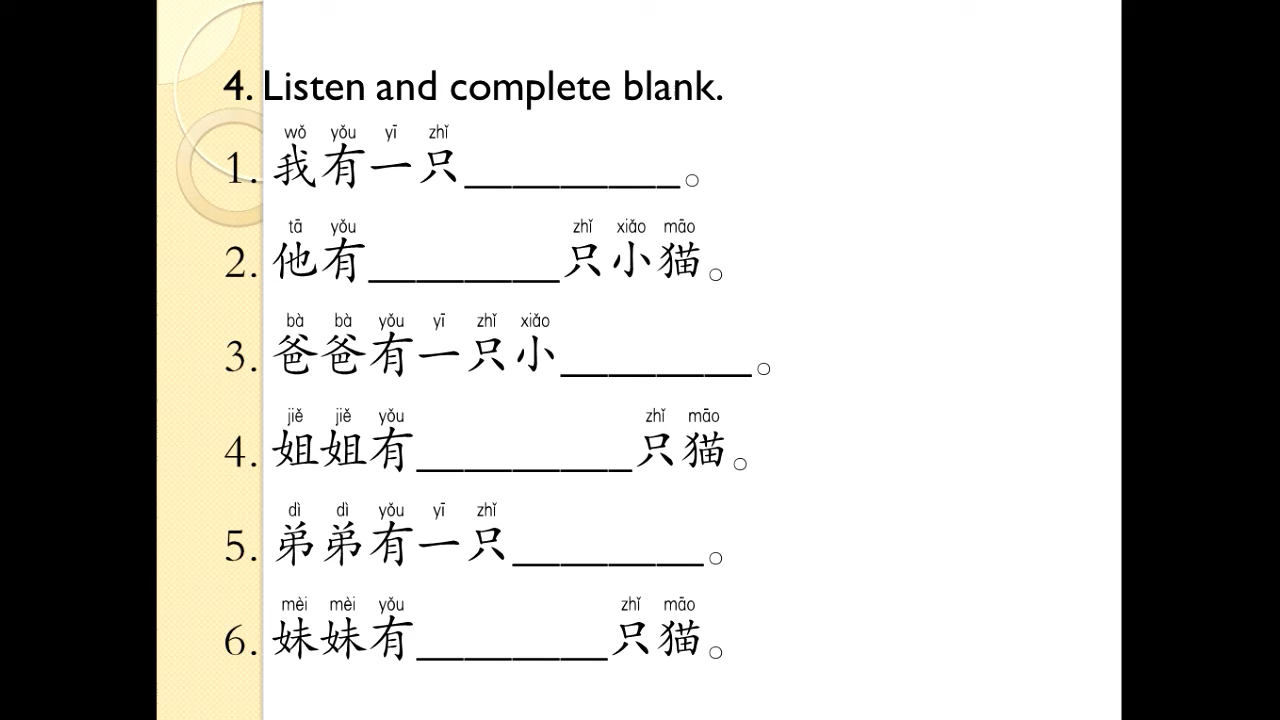 4. Listen and complete blank.
wǒ yǒu yī zhǐ
1. 我有一只_________。
tā yǒu zhǐ xiǎo māo
2. 他有________只小猫。
bà bà yǒu yī zhǐ xiǎo
3. 爸爸有一只小________。
jiě jiě yǒu zhǐ māo
4. 姐姐有_________只猫。
dì dì yǒu yī zhǐ
5. 弟弟有一只________。
mèi mèi yǒu zhǐ māo
6. 妹妹有________只猫。